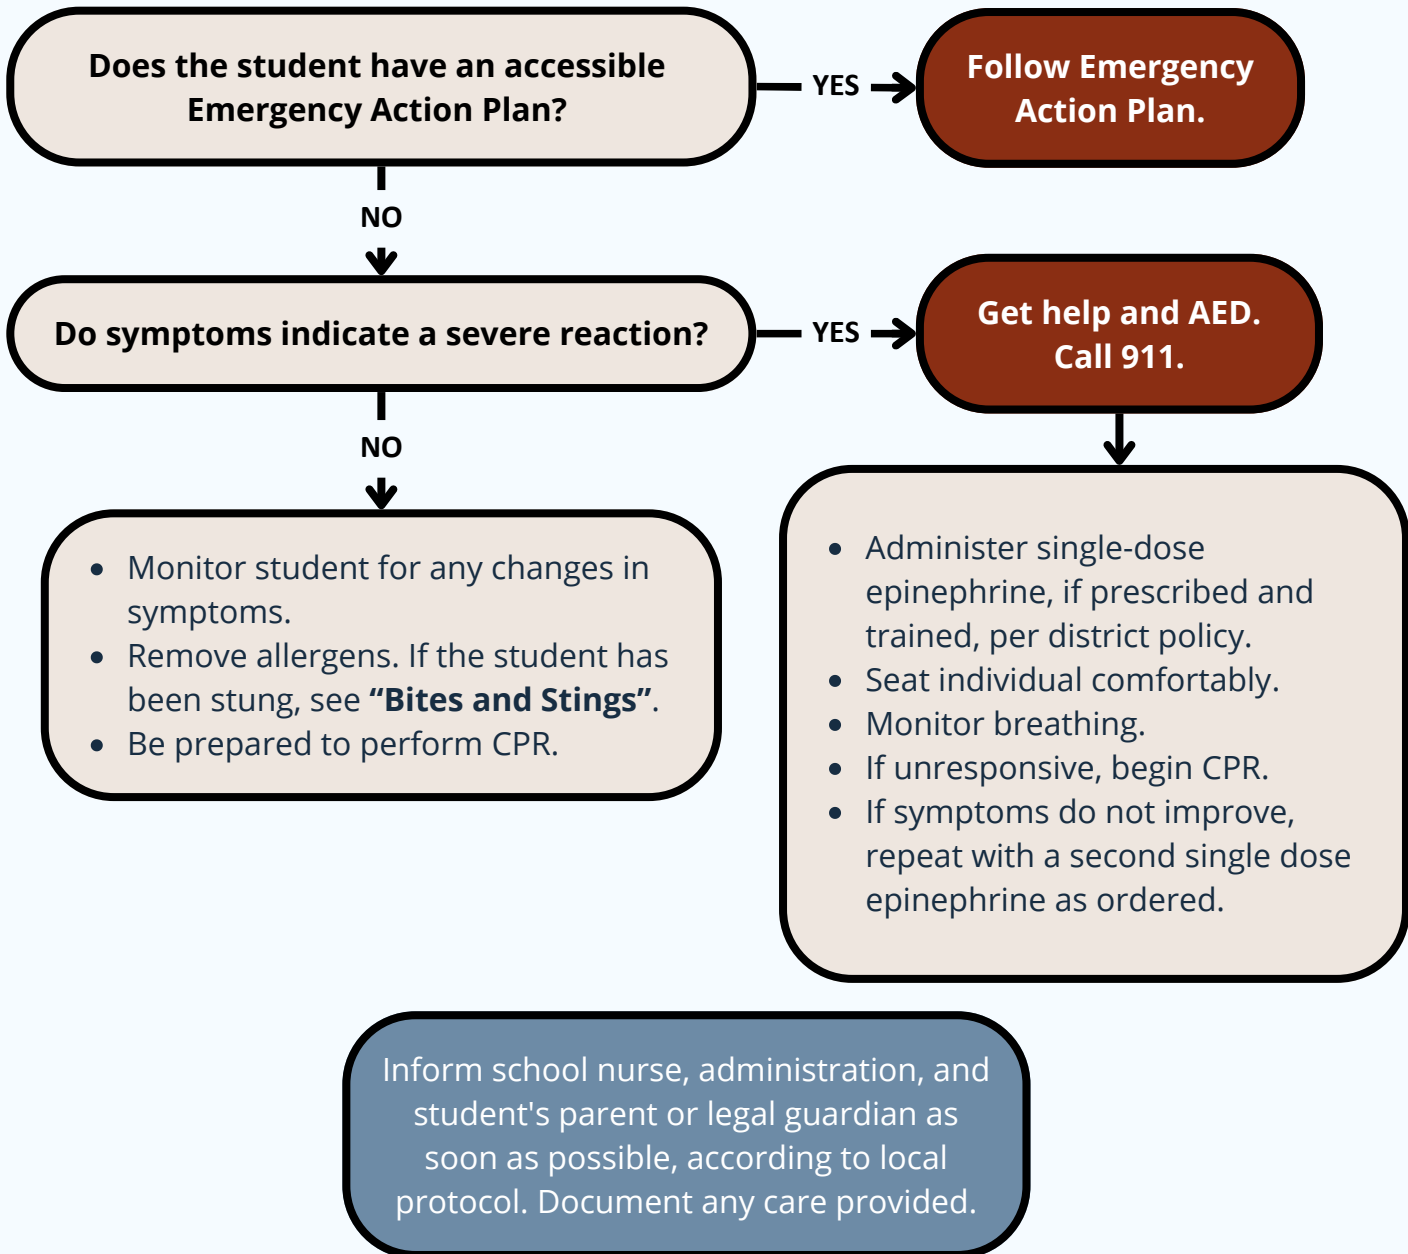 Does the student have an accessible
Emergency Action Plan?
YES
Follow Emergency
Action Plan.
NO
Do symptoms indicate a severe reaction?
YES
Get help and AED.
Call 911.
NO
• Monitor student for any changes in
symptoms.
• Remove allergens. If the student has
been stung, see “Bites and Stings”.
• Be prepared to perform CPR.
• Administer single-dose
epinephrine, if prescribed and
trained, per district policy.
• Seat individual comfortably.
• Monitor breathing.
• If unresponsive, begin CPR.
• If symptoms do not improve,
repeat with a second single dose
epinephrine as ordered.
Inform school nurse, administration, and
student's parent or legal guardian as
soon as possible, according to local
protocol. Document any care provided.